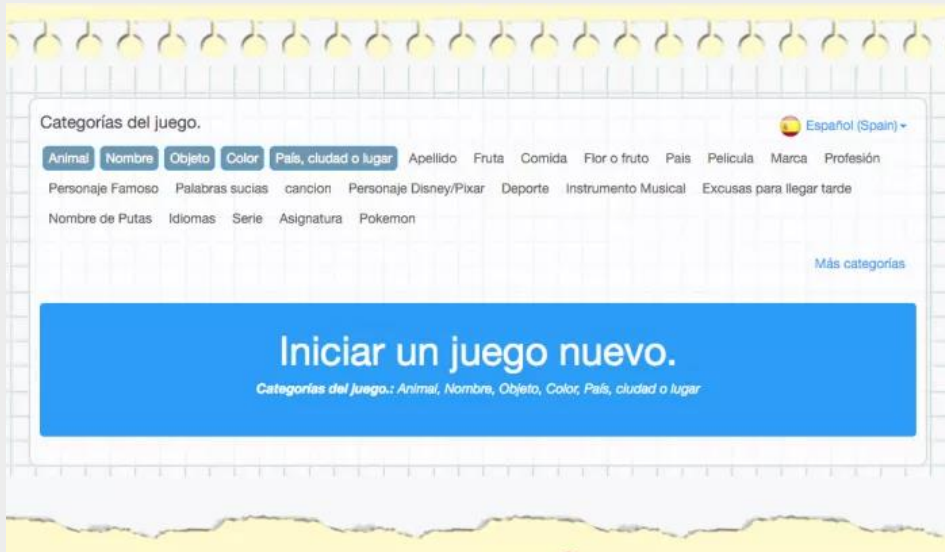 Categorías del juego.
Español (Spain)
Animal Nombre Objeto Color País, ciudad o lugar Apellido Fruta Comida Flor o fruto Pais Pelicula Marca Profesión
Personaje Famoso Palabras sucias cancion Personaje Disney/Pixar Deporte Instrumento Musical Excusas para llegar tarde
Nombre de Putas Idiomas Serie Asignatura Pokemon
Más categorías
Iniciar un juego nuevo.
Categorías del juego.: Animal, Nombre, Objeto, Color, País, ciudad o lugar